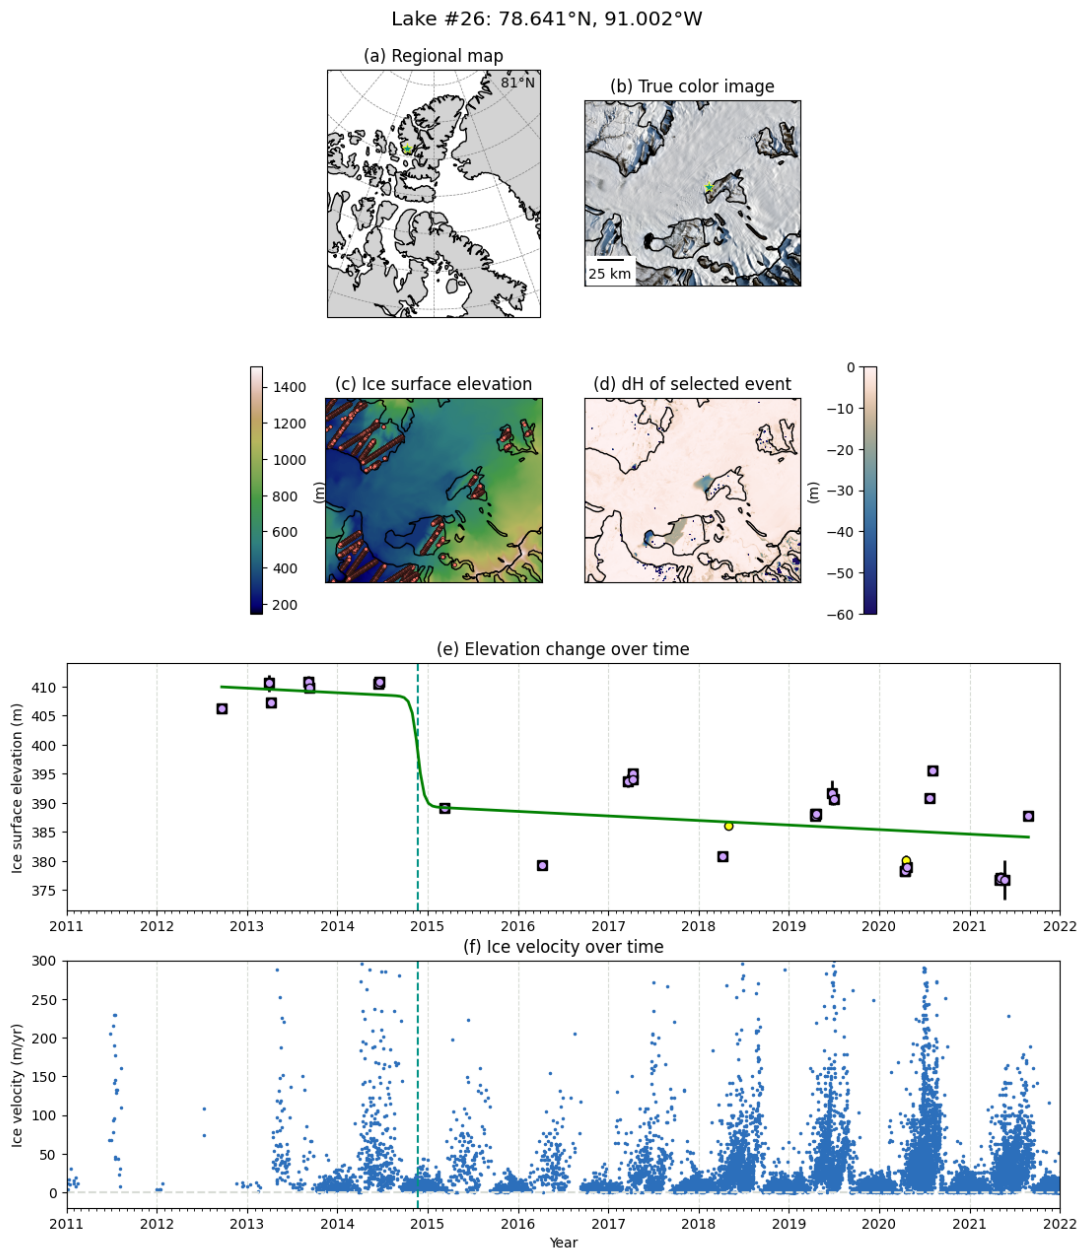 Lake #26: 78.641°N, 91.002°W
(a) Regional map
81°N
(b) True color image
25 km
(c) Ice surface elevation
1400
1200
1000
800
600
400
200
(m)
(d) dH of selected event
0
−10
−20
−30
−40
−50
−60
(m)
(e) Elevation change over time
Ice surface elevation (m)
410
405
400
395
390
385
380
375
2011 2012 2013 2014 2015 2016 2017 2018 2019 2020 2021 2022
(f) Ice velocity over time
Ice velocity (m/yr)
300
250
200
150
100
50
0
2011 2012 2013 2014 2015 2016 2017 2018 2019 2020 2021 2022
Year